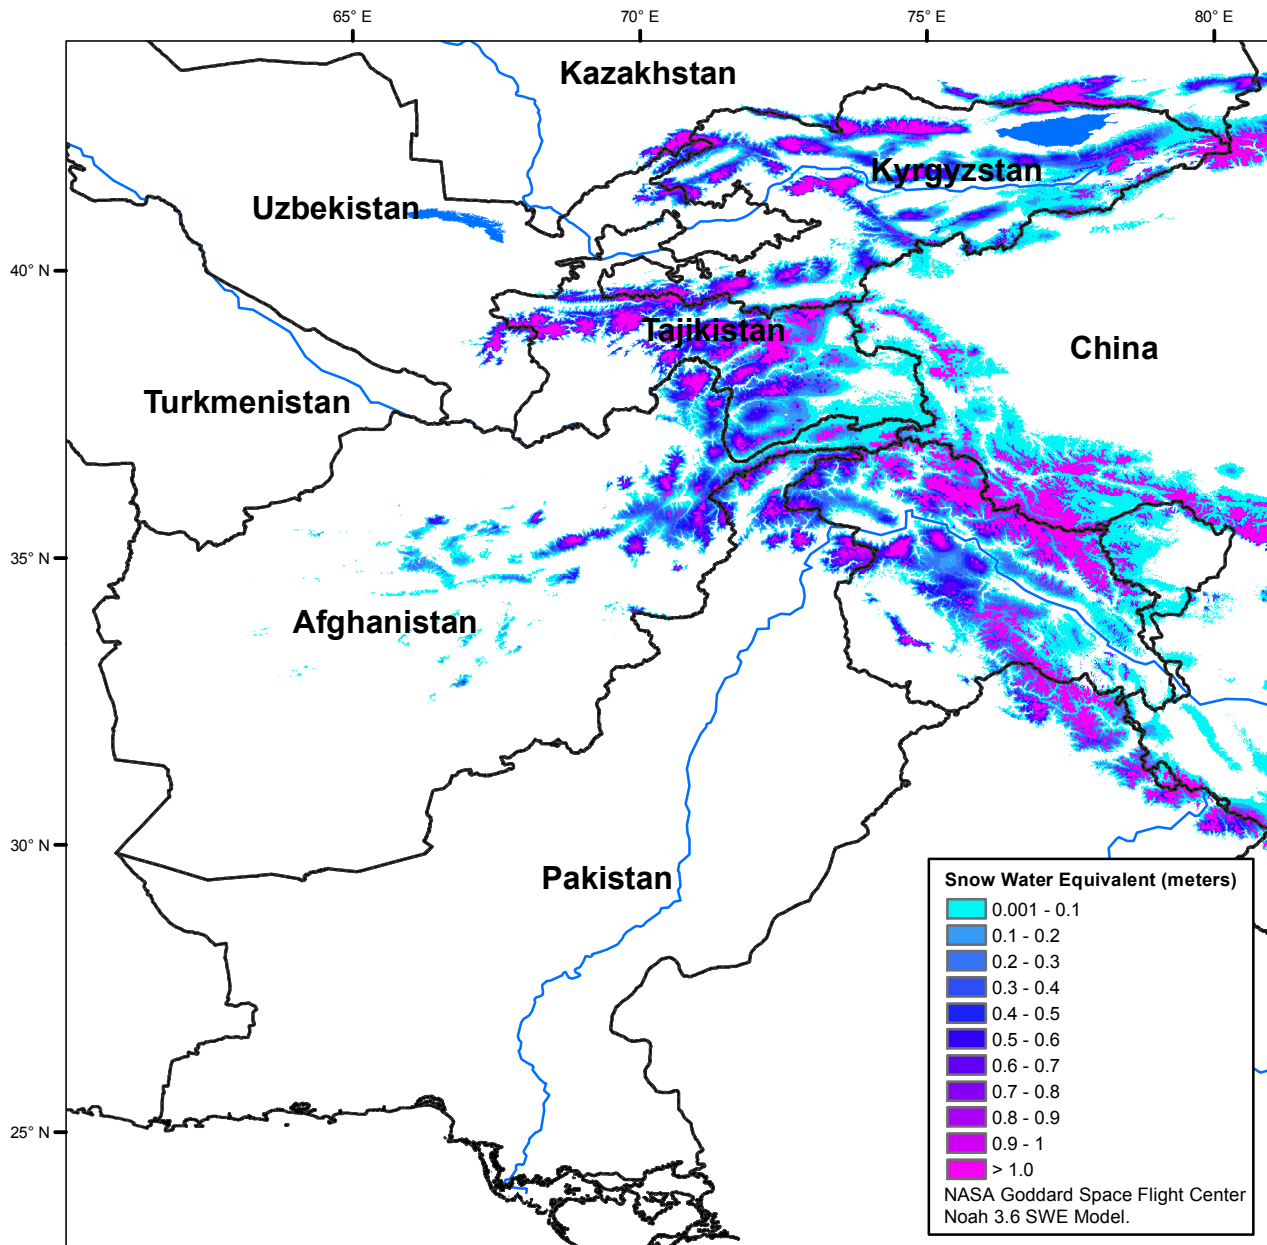 65° E
70° E
75° E
80° E
Kazakhstan
Kyrgyzstan
Uzbekistan
40° N
Tajikistan
China
Turkmenistan
35° N
Afghanistan
30° N
Pakistan
25° N
Snow Water Equivalent (meters)
0.001 - 0.1
0.1 - 0.2
0.2 - 0.3
0.3 - 0.4
0.4 - 0.5
0.5 - 0.6
0.6 - 0.7
0.7 - 0.8
0.8 - 0.9
0.9 - 1
> 1.0
NASA Goddard Space Flight Center
Noah 3.6 SWE Model.